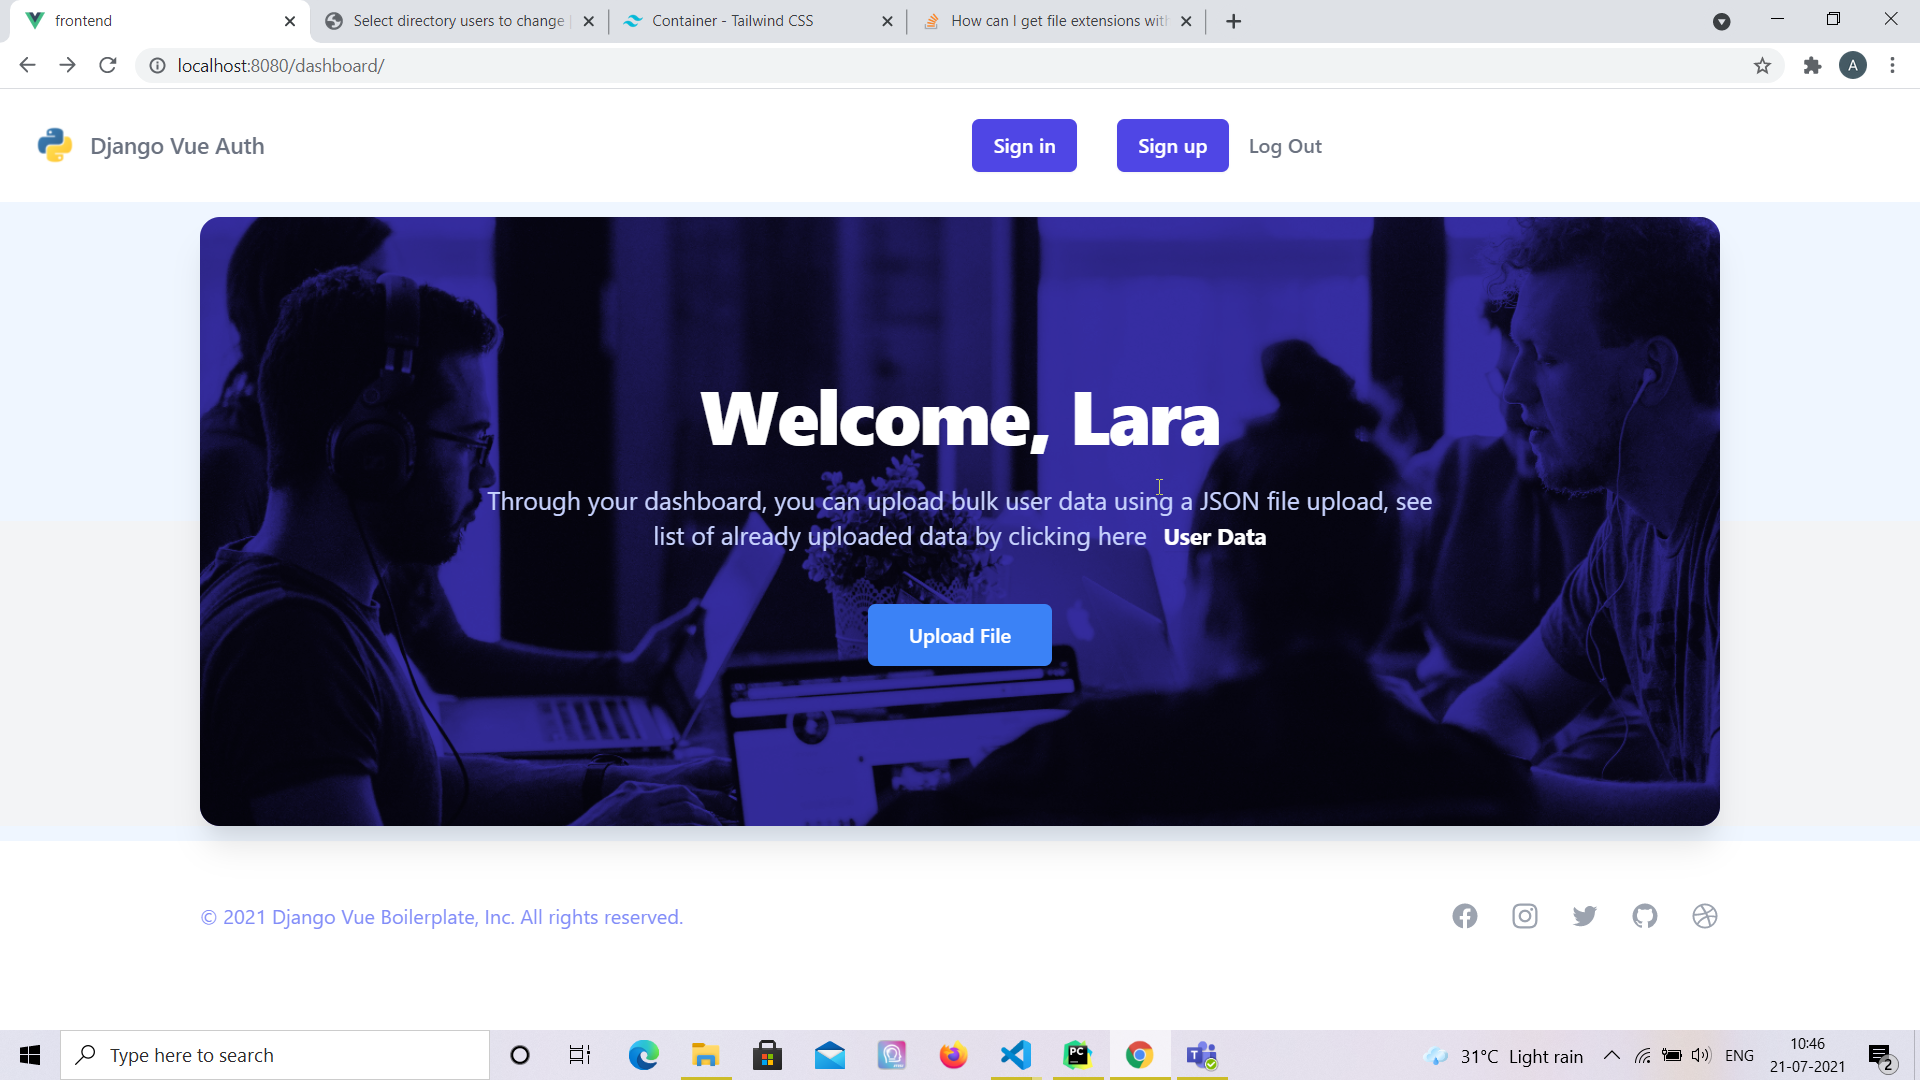 frontend
Select directory users to change
Container - Tailwind CSS
How can I get file extensions with
localhost:8080/dashboard/
A
Django Vue Auth
Sign in
Sign up
Log Out
Welcome, Lara
Through your dashboard, you can upload bulk user data using a JSON file upload, see
list of already uploaded data by clicking here User Data
Upload File
© 2021 Django Vue Boilerplate, Inc. All rights reserved.
Type here to search
PC
T
31°C Light rain
ENG
10:46
21-07-2021
2